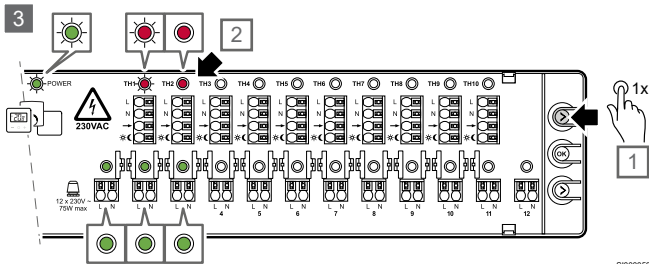 3
2
POWER
TH1 TH2 TH3 TH4 TH5 TH6 TH7 TH8 TH9 TH10
1x
L L L L L L L L L L
N N N N N N N N N N
230VAC
OK
1
12 x 230V ~
75W max
L N L N L N L N L N L N L N L N L N L N L N L N
4 5 6 7 8 9 10 11 12